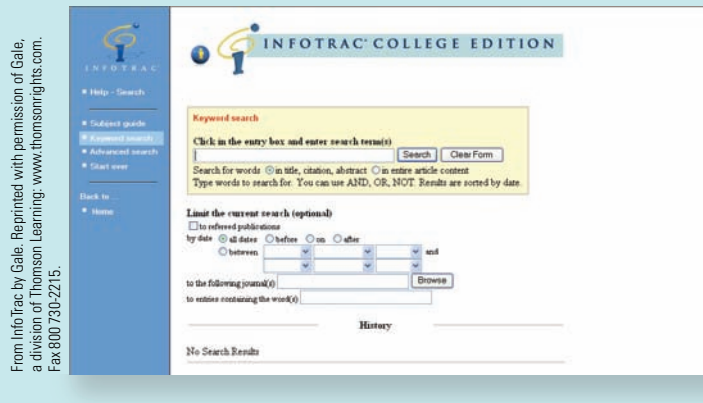 From InfoTrac by Gale. Reprinted with permission of Gale,
a division of Thomson Learning: www.thomsonrights.com.
Fax 800 730-2215.
INFOTRAC
Help - Search
Subject guide
Keyword search
Advanced search
Start over
Back to ...
Home
INFOTRAC® COLLEGE EDITION
Keyword search
Click in the entry box and enter search term(s)
Search Clear Form
Search for words in title, citation, abstract in entire article content
Type words to search for. You can use AND, OR, NOT. Results are sorted by date.
Limit the current search (optional)
to refereed publications
by date all dates before on after
between and
to the following journal(s) Browse
to entries containing the word(s)
History
No Search Results